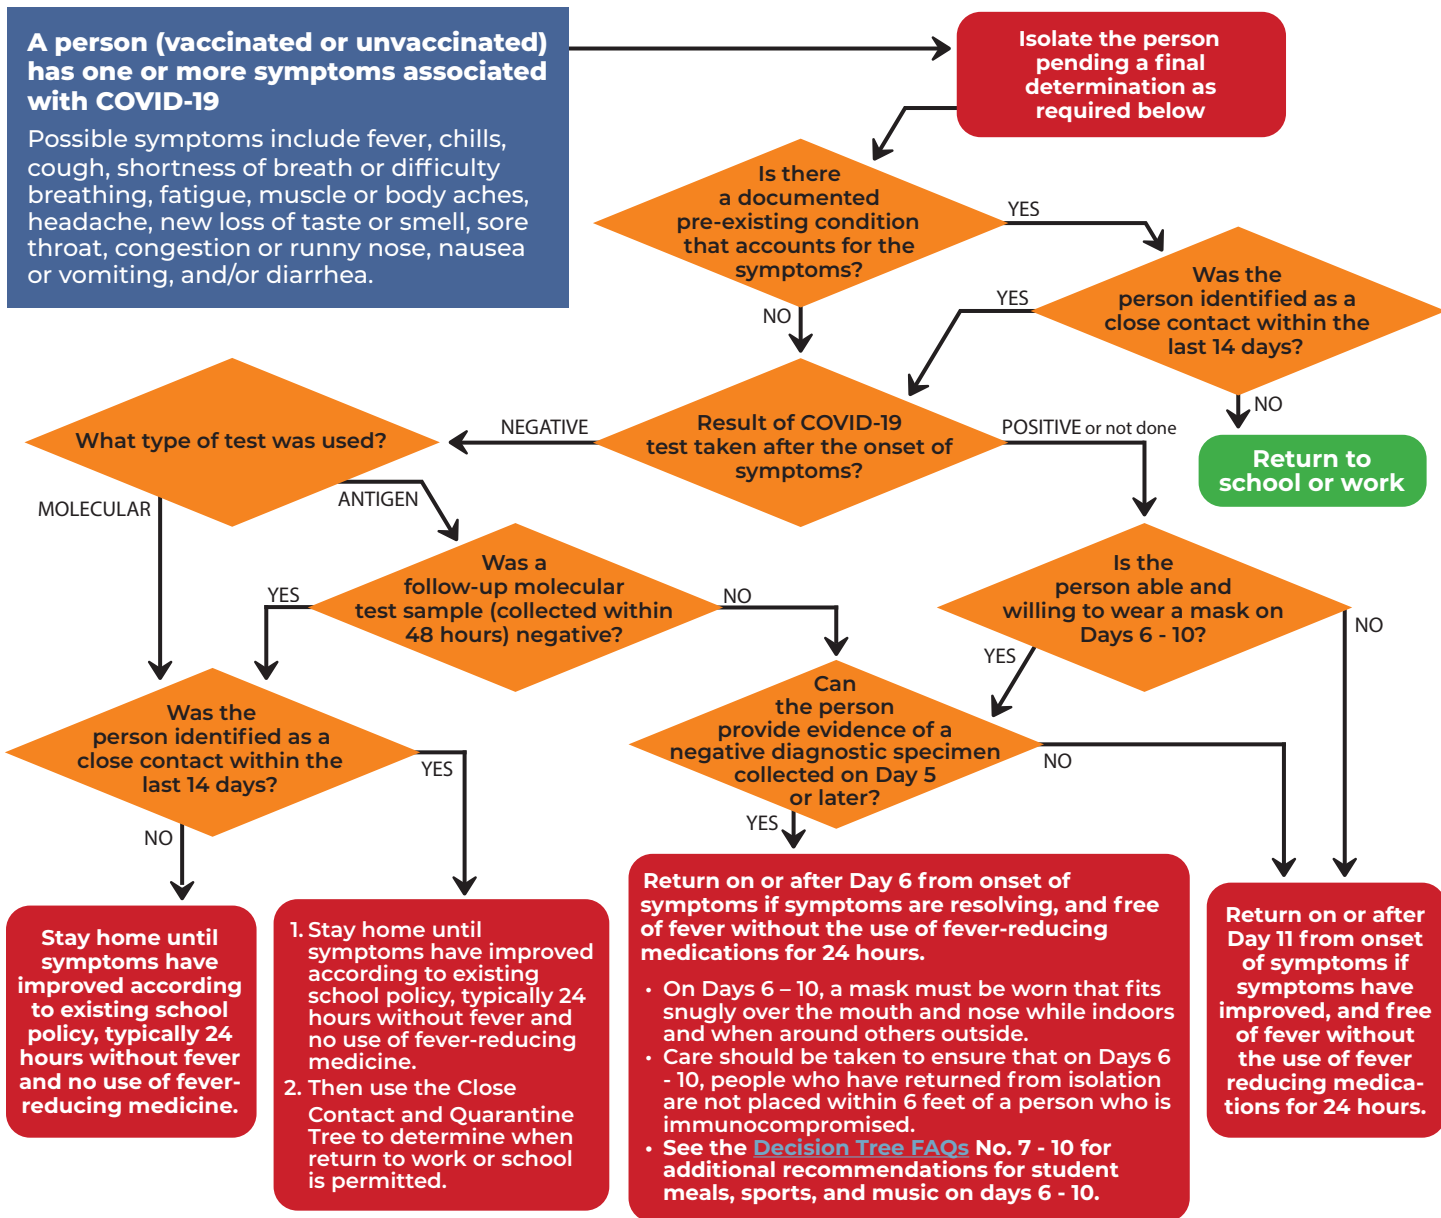 A person (vaccinated or unvaccinated)
has one or more symptoms associated
with COVID-19
Possible symptoms include fever, chills,
cough, shortness of breath or difficulty
breathing, fatigue, muscle or body aches,
headache, new loss of taste or smell, sore
throat, congestion or runny nose, nausea
or vomiting, and/or diarrhea.
Isolate the person
pending a final
determination as
required below
Is there
a documented
pre-existing condition
that accounts for the
symptoms?
YES
NO
Was the
person identified as a
close contact within the
last 14 days?
YES
NO
Return to
school or work
Result of COVID-19
test taken after the onset of
symptoms?
NEGATIVE
POSITIVE or not done
What type of test was used?
MOLECULAR
ANTIGEN
Was a
follow-up molecular
test sample (collected within
48 hours) negative?
YES
NO
Is the
person able and
willing to wear a mask on
Days 6 - 10?
YES
NO
Was the
person identified as a
close contact within the
last 14 days?
NO
YES
Can
the person
provide evidence of a
negative diagnostic specimen
collected on Day 5
or later?
YES
NO
Stay home until
symptoms have
improved according
to existing school
policy, typically 24
hours without fever
and no use of fever-
reducing medicine.
1. Stay home until
symptoms have improved
according to existing
school policy, typically 24
hours without fever and
no use of fever-reducing
medicine.
2. Then use the Close
Contact and Quarantine
Tree to determine when
return to work or school
is permitted.
Return on or after Day 6 from onset of
symptoms if symptoms are resolving, and free
of fever without the use of fever-reducing
medications for 24 hours.
• On Days 6 – 10, a mask must be worn that fits
snugly over the mouth and nose while indoors
and when around others outside.
• Care should be taken to ensure that on Days 6
- 10, people who have returned from isolation
are not placed within 6 feet of a person who is
immunocompromised.
• See the Decision Tree FAQs No. 7 - 10 for
additional recommendations for student
meals, sports, and music on days 6 - 10.
Return on or after
Day 11 from onset
of symptoms if
symptoms have
improved, and free
of fever without
the use of fever
reducing medica-
tions for 24 hours.